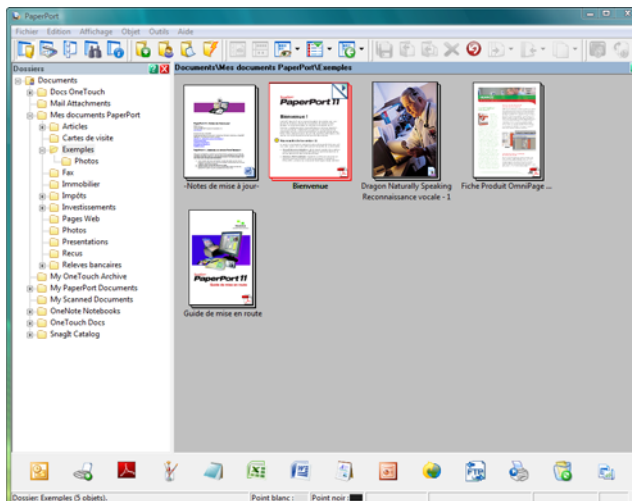 PaperPort
Fichier Edition Affichage Objet Outils Aide
Dossiers
Documents\Mes documents PaperPort\Exemples
Documents
Docs OneTouch
Mail Attachments
Mes documents PaperPort
Articles
Cartes de visite
Exemples
Photos
Fax
Immobilier
Impôts
Investissements
Pages Web
Photos
Presentations
Recus
Releves bancaires
My OneTouch Archive
My PaperPort Documents
My Scanned Documents
OneNote Notebooks
OneTouch Docs
SnagIt Catalog
PaperPort 11
Bienvenue !
-Notes de mise à jour-
Bienvenue
Dragon Naturally Speaking
Reconnaissance vocale - 1
Fiche Produit OmniPage ...
PaperPort 11
Guide de mise en route
Guide de mise en route
FTP
Dossier: Exemples (5 objets).
Point blanc :
Point noir :